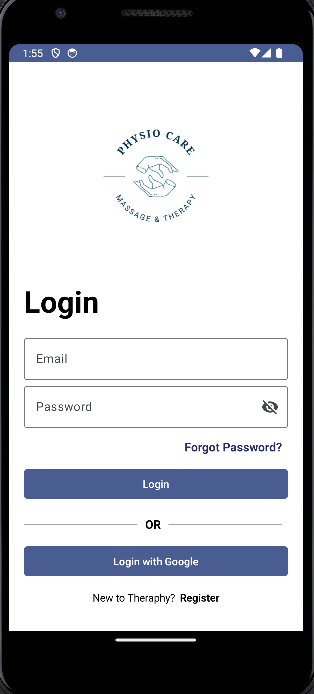 1:55
PHYSIO CARE
MASSAGE & THERAPY
Login
Email
Password
Forgot Password?
Login
OR
Login with Google
New to Theraphy? Register